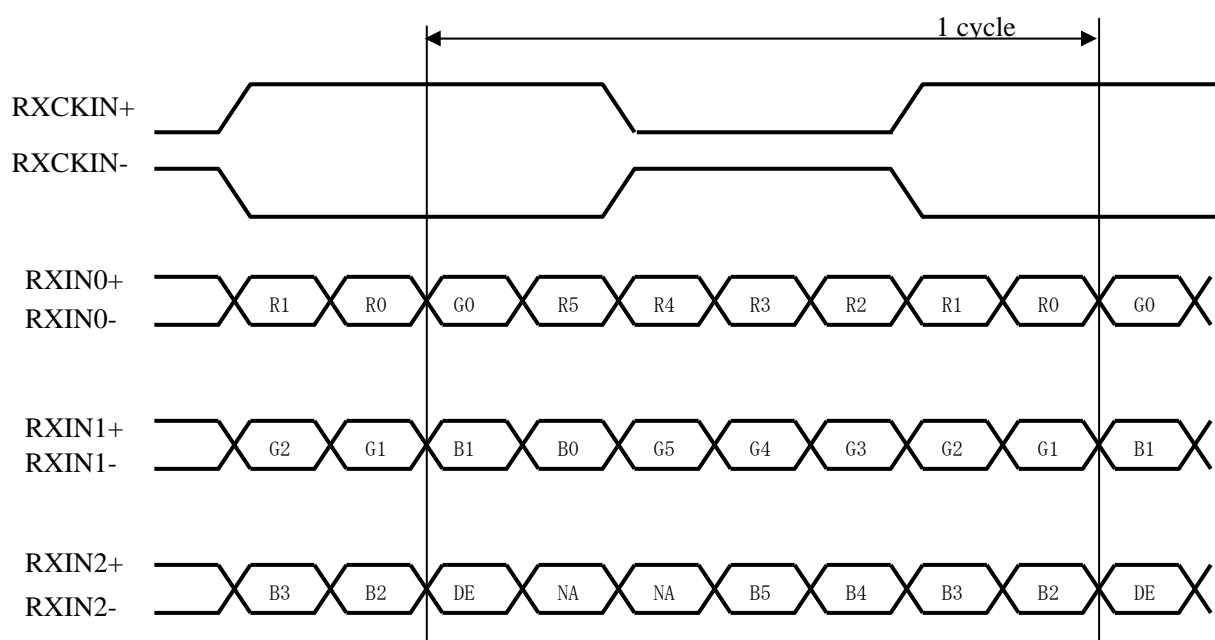 1 cycle
RXCKIN+
RXCKIN-
RXIN0+
R1 R0 G0 R5 R4 R3 R2 R1 R0 G0
RXIN0-
RXIN1+
G2 G1 B1 B0 G5 G4 G3 G2 G1 B1
RXIN1-
RXIN2+
B3 B2 DE NA NA B5 B4 B3 B2 DE
RXIN2-